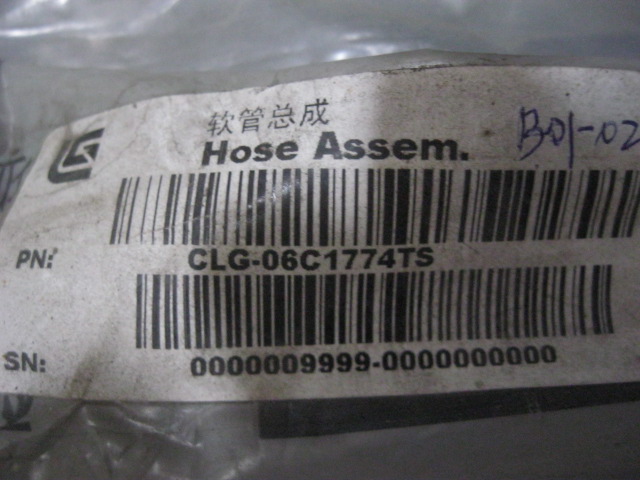 软管总成
Hose Assem.
B01-02
PN:
CLG-06C1774TS
SN:
0000009999-0000000000